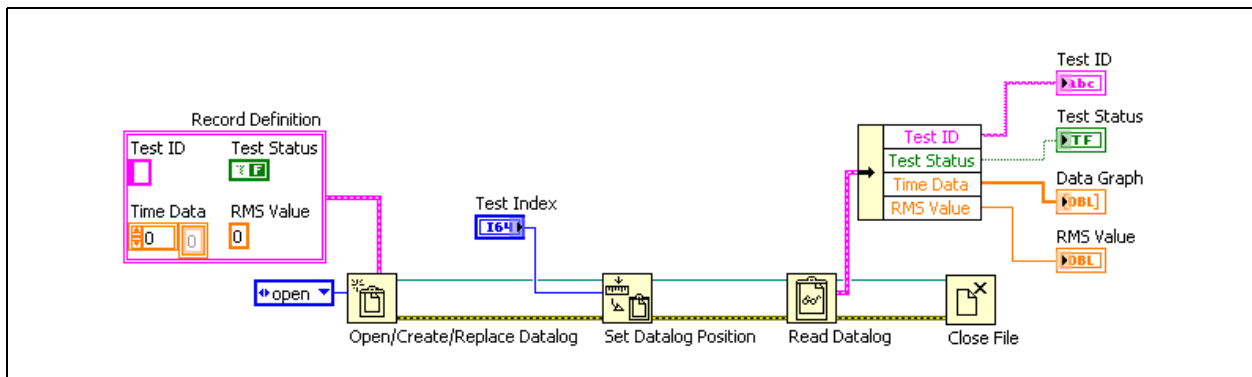 Record Definition
Test ID
Test Status
F
Time Data
RMS Value
0
0
0
open
Test Index
I64
Open/Create/Replace Datalog
Set Datalog Position
Read Datalog
Close File
Test ID
Test Status
Time Data
RMS Value
Test ID
abc
Test Status
TF
Data Graph
DBL]
RMS Value
DBL